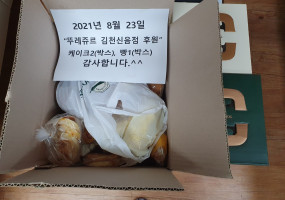 2021년 8월 23일
"뚜레쥬르 김천신음점 후원"
케이크2(박스), 빵1(박스)
감사합니다.^^